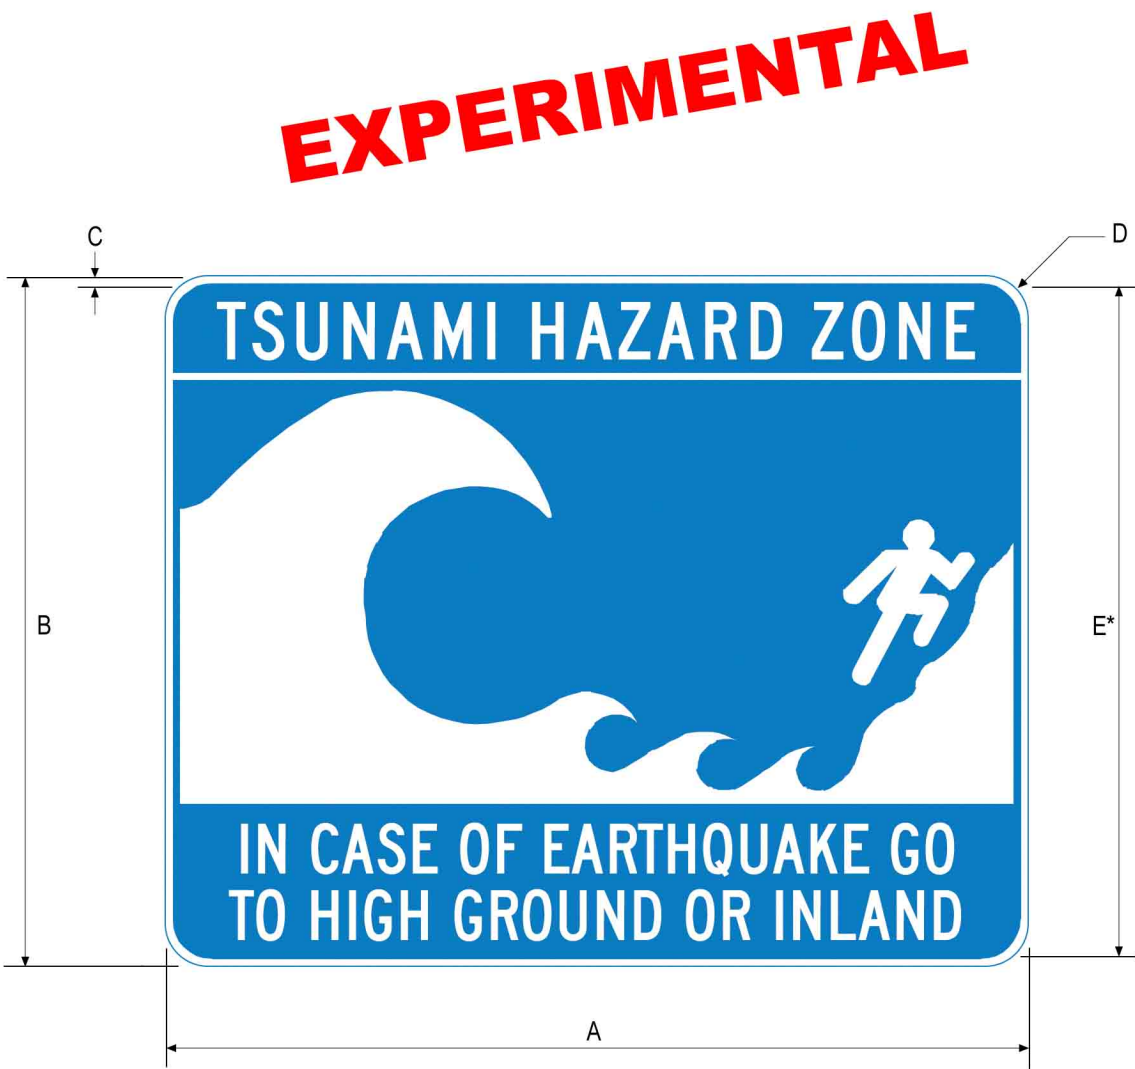 EXPERIMENTAL
C
D
TSUNAMI HAZARD ZONE
B
E*
IN CASE OF EARTHQUAKE GO
TO HIGH GROUND OR INLAND
A